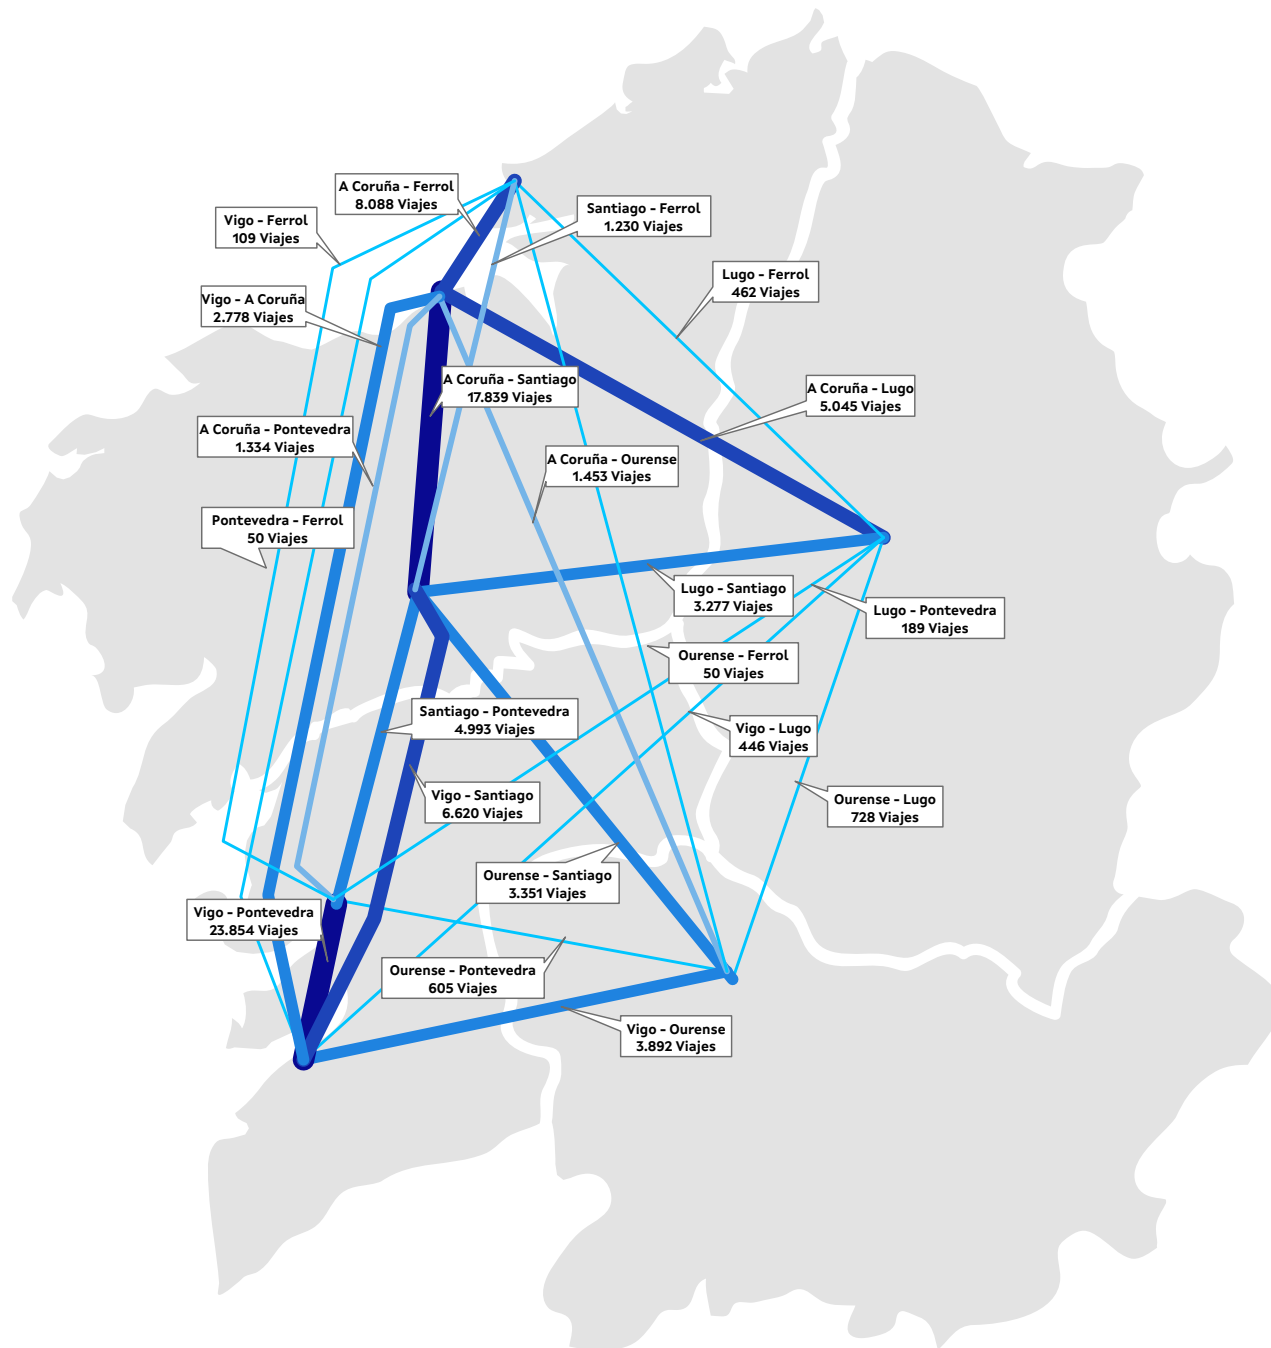 A Coruña - Ferrol
8.088 Viajes
Santiago - Ferrol
1.230 Viajes
Vigo - Ferrol
109 Viajes
Lugo - Ferrol
462 Viajes
Vigo - A Coruña
2.778 Viajes
A Coruña - Santiago
17.839 Viajes
A Coruña - Lugo
5.045 Viajes
A Coruña - Pontevedra
1.334 Viajes
A Coruña - Ourense
1.453 Viajes
Pontevedra - Ferrol
50 Viajes
Lugo - Santiago
3.277 Viajes
Lugo - Pontevedra
189 Viajes
Ourense - Ferrol
50 Viajes
Santiago - Pontevedra
4.993 Viajes
Vigo - Lugo
446 Viajes
Vigo - Santiago
6.620 Viajes
Ourense - Lugo
728 Viajes
Ourense - Santiago
3.351 Viajes
Vigo - Pontevedra
23.854 Viajes
Ourense - Pontevedra
605 Viajes
Vigo - Ourense
3.892 Viajes